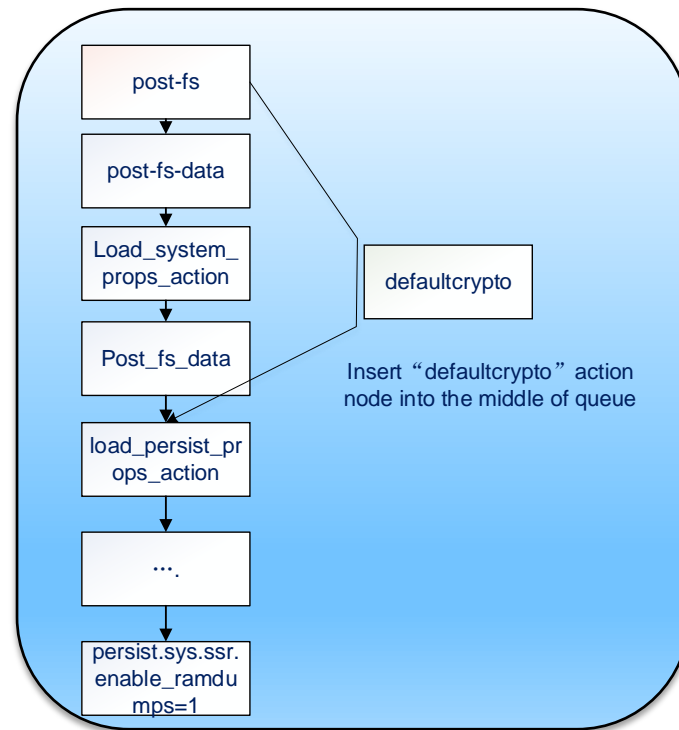 post-fs
post-fs-data
Load_system_
props_action
defaultcrypto
Post_fs_data
Insert “defaultcrypto” action
node into the middle of queue
load_persist_pr
ops_action
….
persist.sys.ssr.
enable_ramdu
mps=1